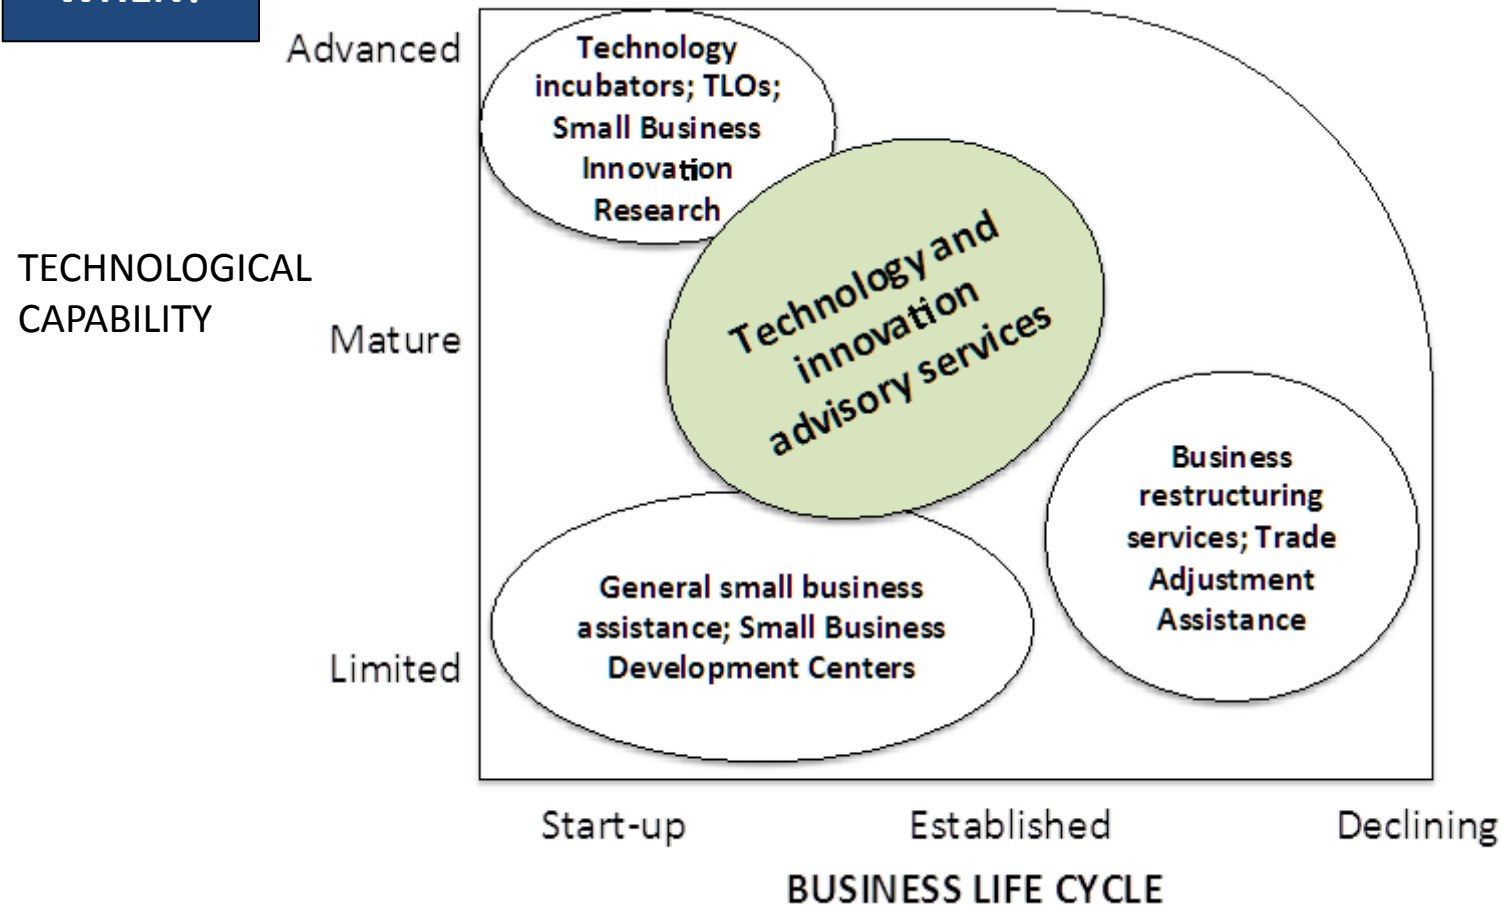 WHEN?
Advanced
Technology
incubators; TLOs;
Small Business
Innovation
Research
TECHNOLOGICAL
CAPABILITY
Mature
Technology and
innovation
advisory services
Business
restructuring
services; Trade
Adjustment
Assistance
General small business
assistance; Small Business
Development Centers
Limited
Start-up
Established
Declining
BUSINESS LIFE CYCLE